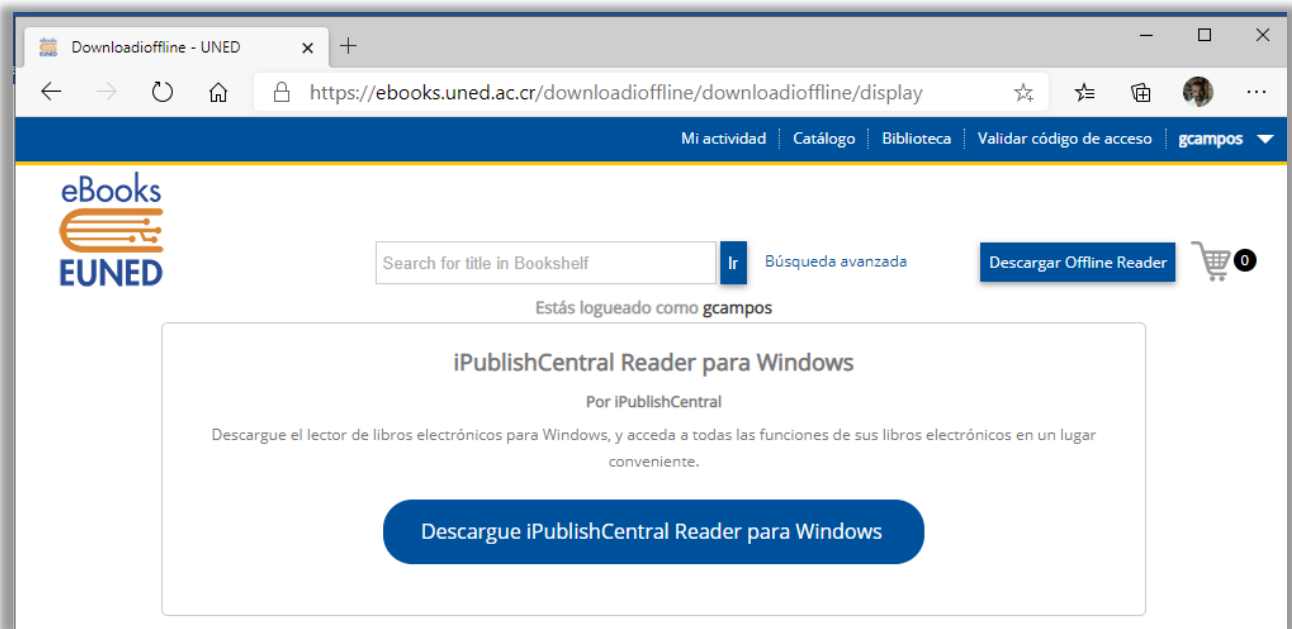 Downloadioffline - UNED
https://ebooks.uned.ac.cr/downloadioffline/downloadioffline/display
Mi actividad Catálogo Biblioteca Validar código de acceso gcampos
eBooks
EUNED
Search for title in Bookshelf Ir Búsqueda avanzada Descargar Offline Reader 0
Estás logueado como gcampos
iPublishCentral Reader para Windows
Por iPublishCentral
Descargue el lector de libros electrónicos para Windows, y acceda a todas las funciones de sus libros electrónicos en un lugar
conveniente.
Descargue iPublishCentral Reader para Windows